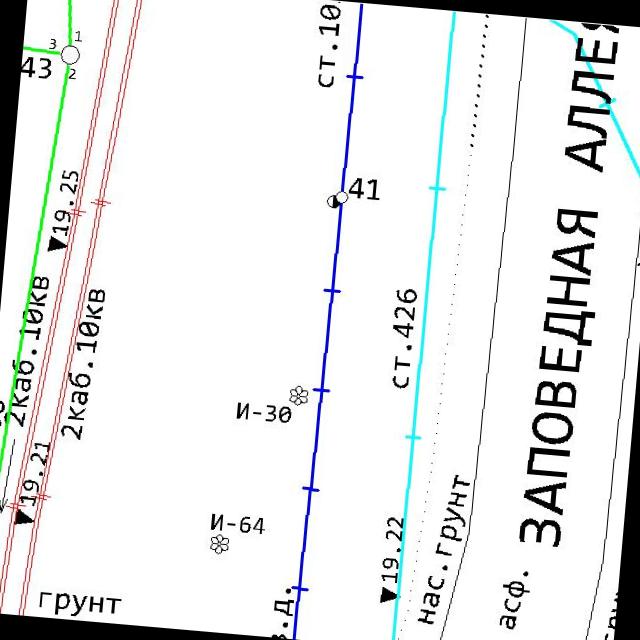 ст.10
1
3
2
43
19.25
41
АЛЛЕ
ЗАПОВЕДНАЯ
2каб.10кв
2каб.10кв
ст.426
И-30
19.21
И-64
19.22
нас.грунт
асф.
грунт